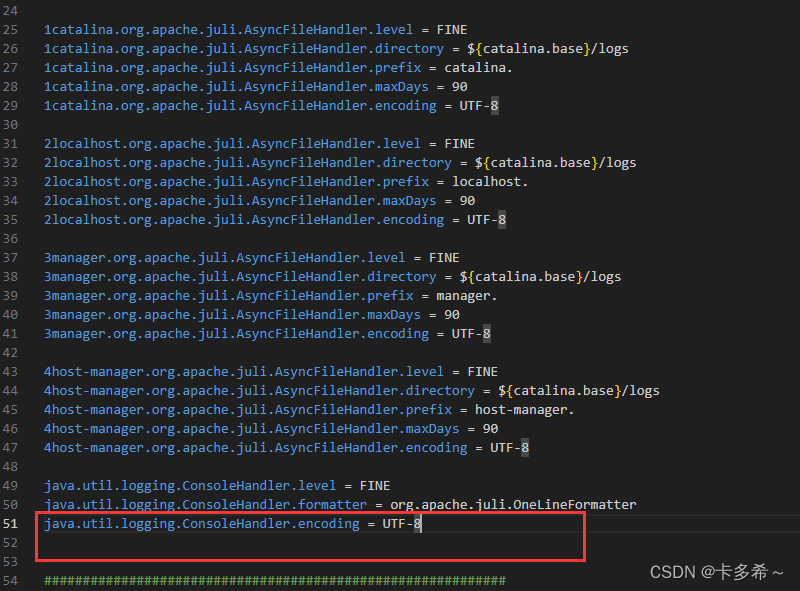 24
25 1catalina.org.apache.juli.AsyncFileHandler.level = FINE
26 1catalina.org.apache.juli.AsyncFileHandler.directory = ${catalina.base}/logs
27 1catalina.org.apache.juli.AsyncFileHandler.prefix = catalina.
28 1catalina.org.apache.juli.AsyncFileHandler.maxDays = 90
29 1catalina.org.apache.juli.AsyncFileHandler.encoding = UTF-8
30
31 2localhost.org.apache.juli.AsyncFileHandler.level = FINE
32 2localhost.org.apache.juli.AsyncFileHandler.directory = ${catalina.base}/logs
33 2localhost.org.apache.juli.AsyncFileHandler.prefix = localhost.
34 2localhost.org.apache.juli.AsyncFileHandler.maxDays = 90
35 2localhost.org.apache.juli.AsyncFileHandler.encoding = UTF-8
36
37 3manager.org.apache.juli.AsyncFileHandler.level = FINE
38 3manager.org.apache.juli.AsyncFileHandler.directory = ${catalina.base}/logs
39 3manager.org.apache.juli.AsyncFileHandler.prefix = manager.
40 3manager.org.apache.juli.AsyncFileHandler.maxDays = 90
41 3manager.org.apache.juli.AsyncFileHandler.encoding = UTF-8
42
43 4host-manager.org.apache.juli.AsyncFileHandler.level = FINE
44 4host-manager.org.apache.juli.AsyncFileHandler.directory = ${catalina.base}/logs
45 4host-manager.org.apache.juli.AsyncFileHandler.prefix = host-manager.
46 4host-manager.org.apache.juli.AsyncFileHandler.maxDays = 90
47 4host-manager.org.apache.juli.AsyncFileHandler.encoding = UTF-8
48
49 java.util.logging.ConsoleHandler.level = FINE
50 java.util.logging.ConsoleHandler.formatter = org.apache.juli.OneLineFormatter
51 java.util.logging.ConsoleHandler.encoding = UTF-8
52
53
54 ############################################################
CSDN @卡多希～